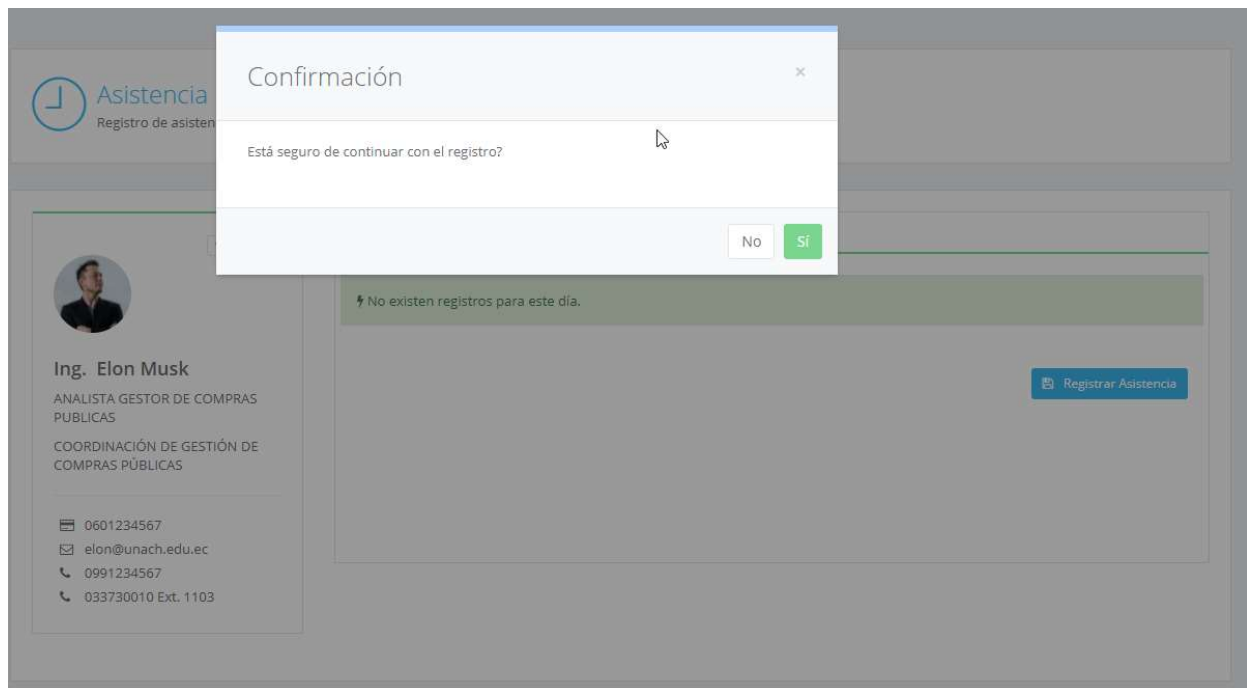 Confirmación
×
Asistencia
Registro de asisten
Está seguro de continuar con el registro?
No
Sí
No existen registros para este día.
Ing. Elon Musk
Registrar Asistencia
ANALISTA GESTOR DE COMPRAS
PUBLICAS
COORDINACIÓN DE GESTIÓN DE
COMPRAS PÚBLICAS
0601234567
elon@unach.edu.ec
0991234567
033730010 Ext. 1103